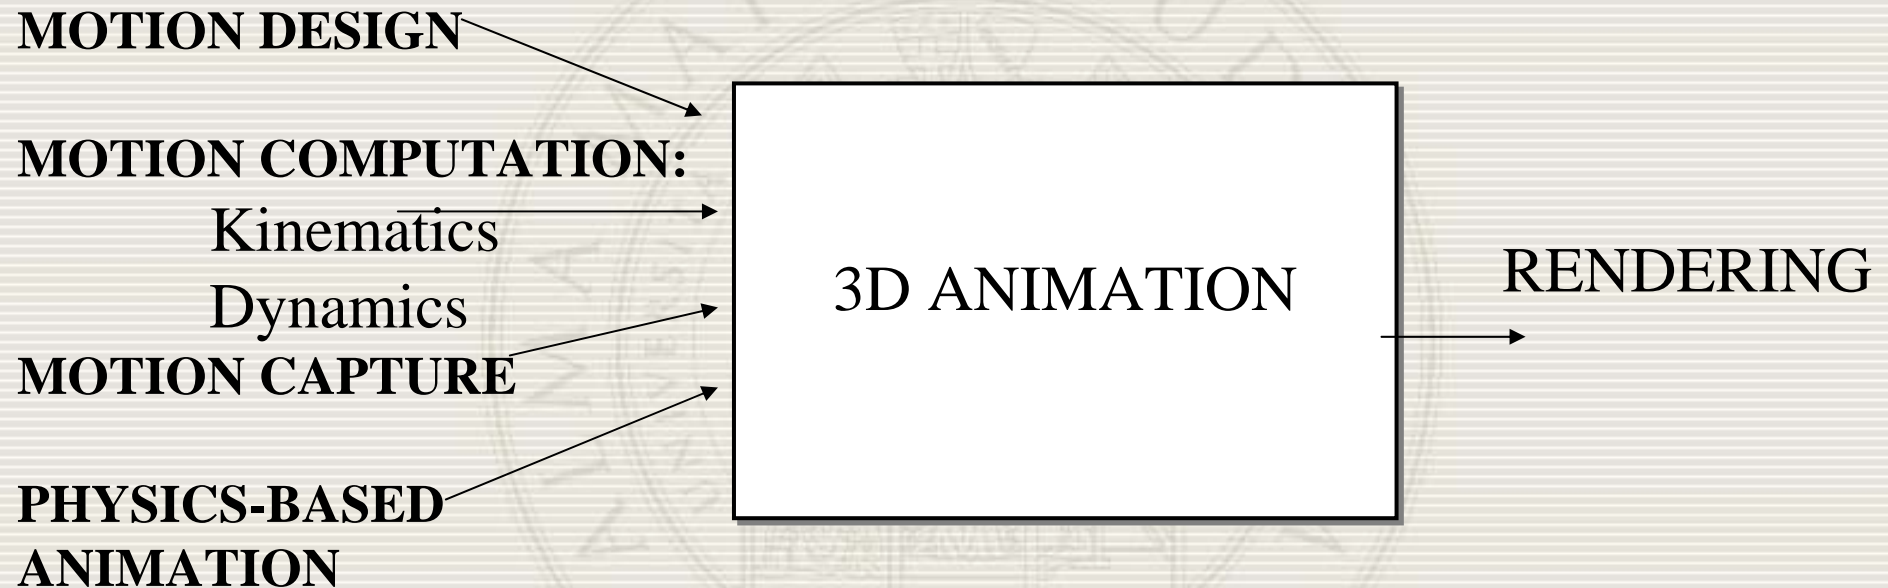 MOTION DESIGN
MOTION COMPUTATION:
Kinematics
Dynamics
MOTION CAPTURE
PHYSICS-BASED
ANIMATION
3D ANIMATION
RENDERING